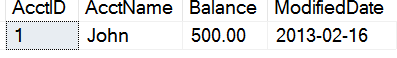 AcctID AcctName Balance ModifiedDate
1 John 500.00 2013-02-16